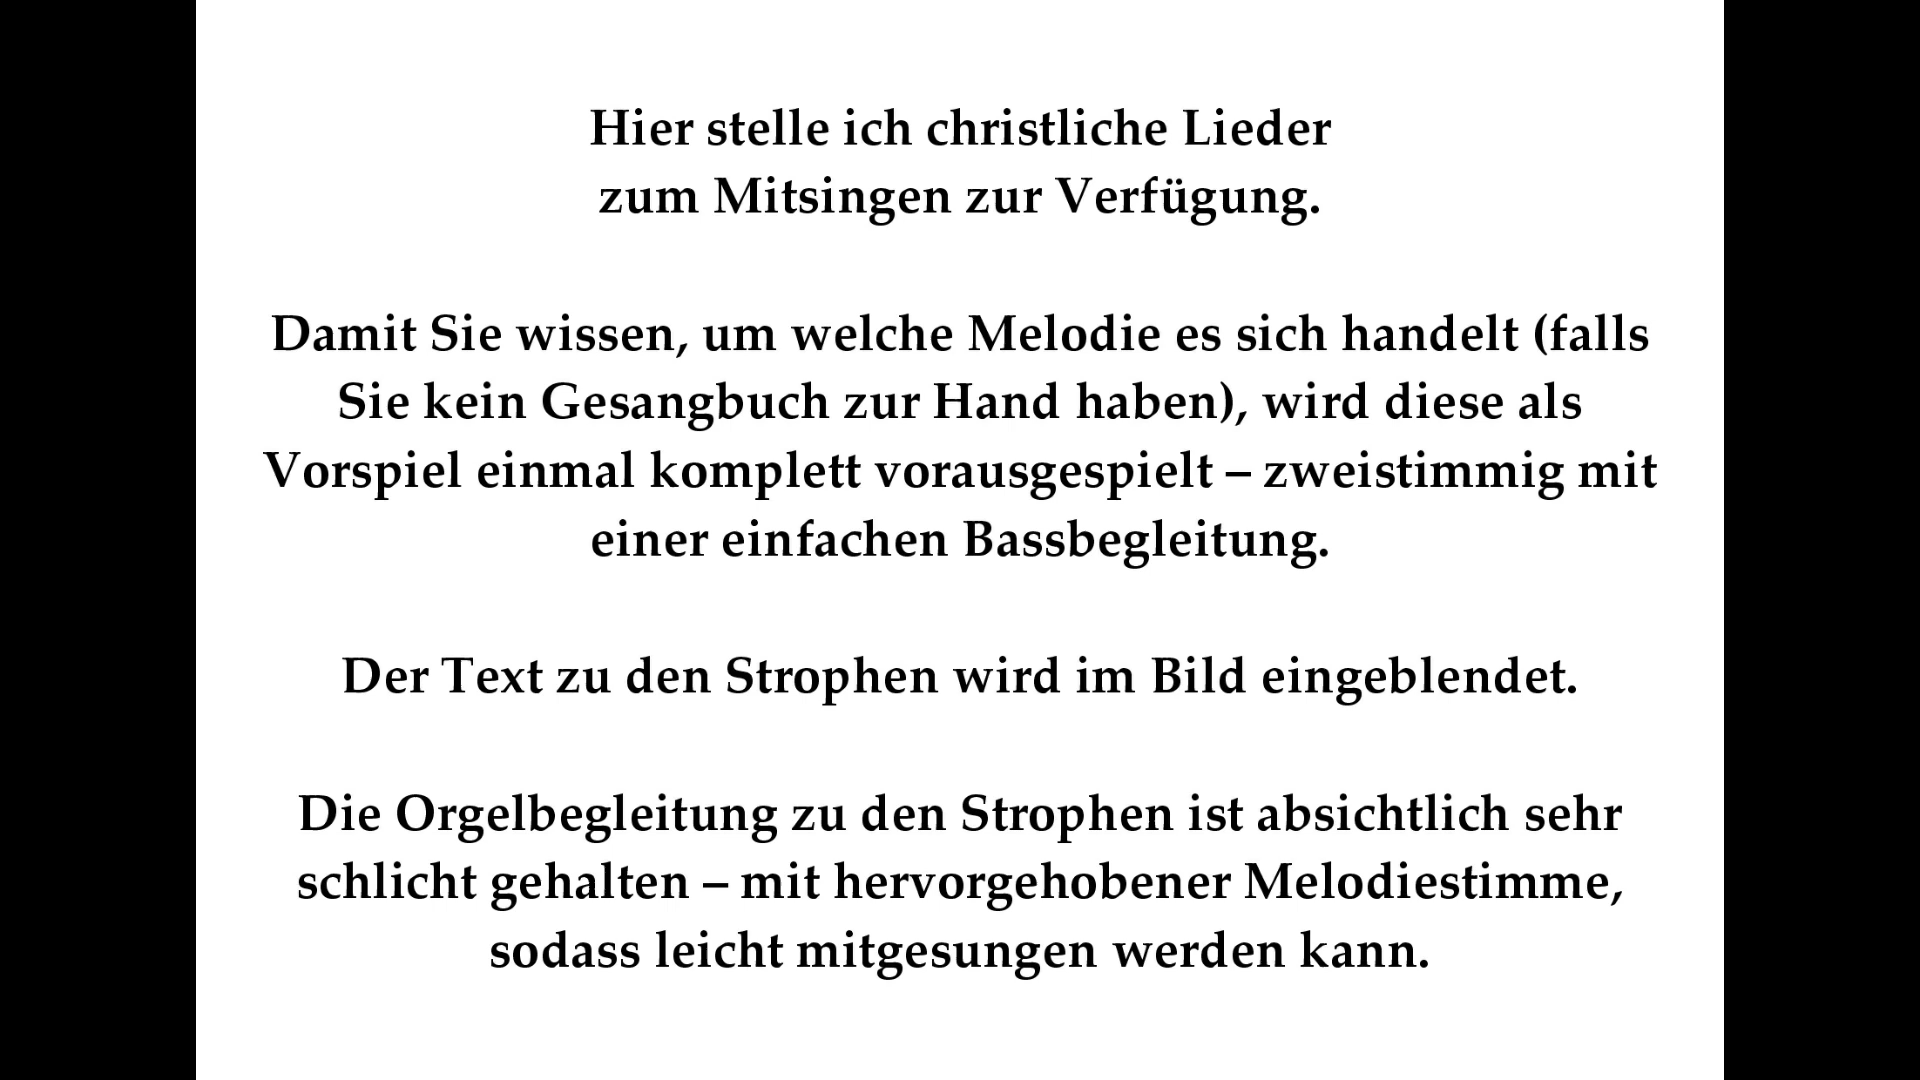 Hier stelle ich christliche Lieder
zum Mitsingen zur Verfügung.
Damit Sie wissen, um welche Melodie es sich handelt (falls
Sie kein Gesangbuch zur Hand haben), wird diese als
Vorspiel einmal komplett vorausgespielt – zweistimmig mit
einer einfachen Bassbegleitung.
Der Text zu den Strophen wird im Bild eingeblendet.
Die Orgelbegleitung zu den Strophen ist absichtlich sehr
schlicht gehalten – mit hervorgehobener Melodiestimme,
sodass leicht mitgesungen werden kann.